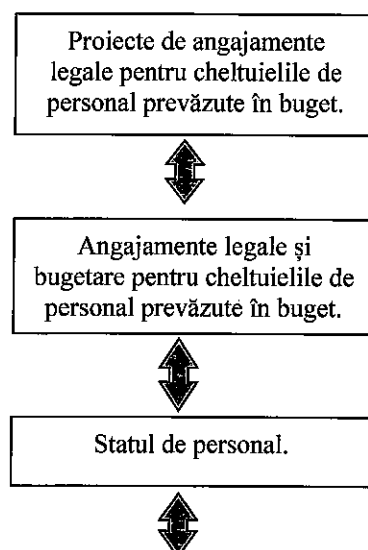 Proiecte de angajamente
legale pentru cheltuielile de
personal prevăzute în buget.
Angajamente legale și
bugetare pentru cheltuielile de
personal prevăzute în buget.
Statul de personal.